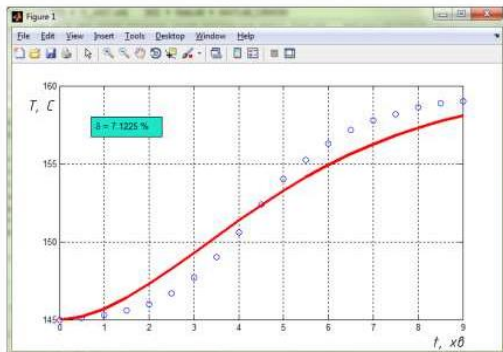 Figure 1
File Edit View Insert Tools Desktop Window Help
160
T, C
δ = 7.1225 %
155
150
145
0 1 2 3 4 5 6 7 8 9
t, хв